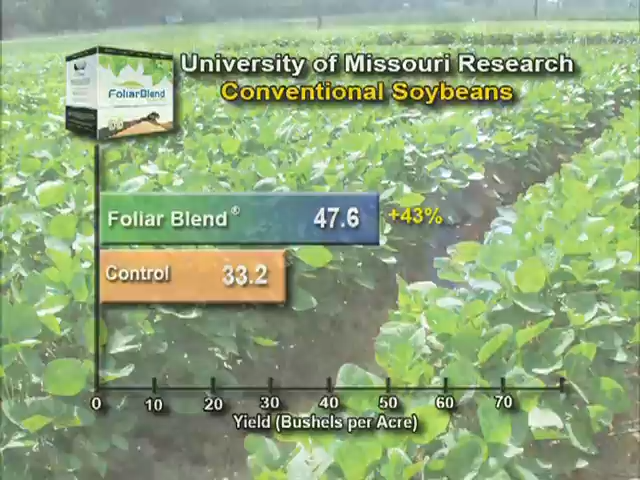 University of Missouri Research
Conventional Soybeans
FoliarBlend
Foliar Blend® 47.6 +43%
Control 33.2
0 10 20 30 40 50 60 70
Yield (Bushels per Acre)